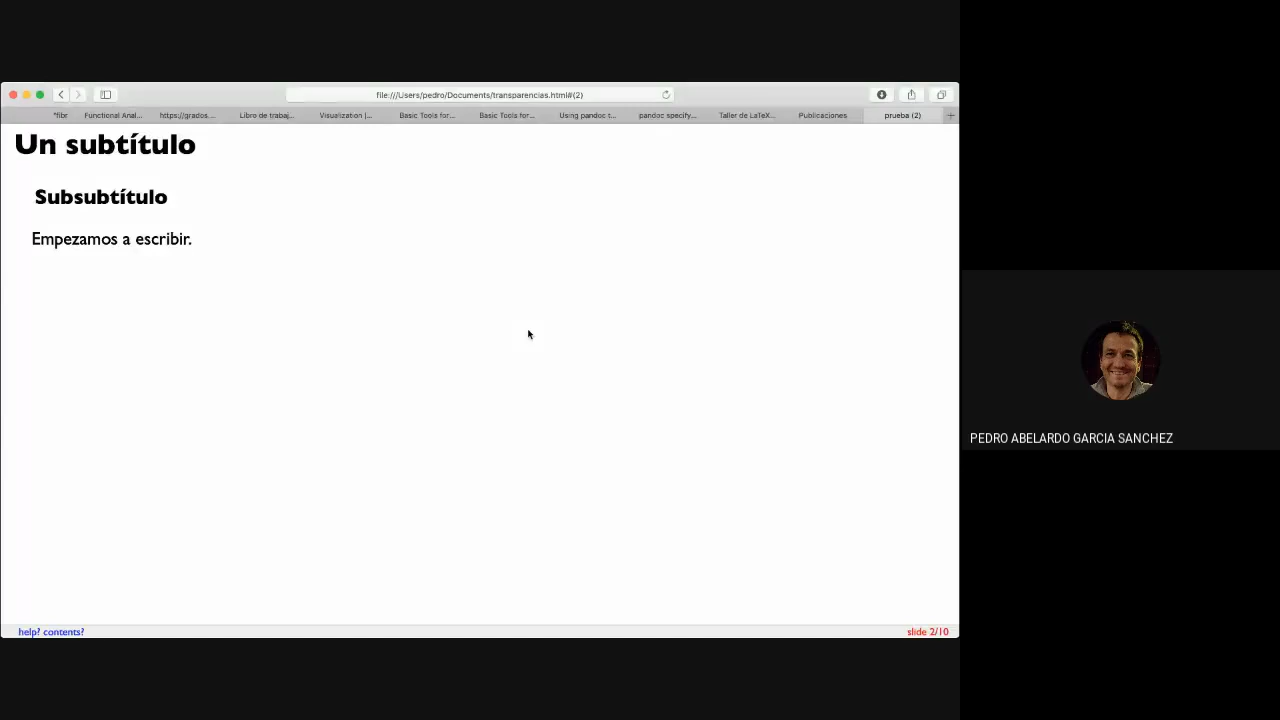 file:///Users/pedro/Documents/transparencias.html#(2)
*fibr
Functional Anal...
https://grados....
Libro de trabaj...
Visualization |...
Basic Tools for...
Basic Tools for...
Using pandoc t...
pandoc specify...
Taller de LaTeX...
Publicaciones
prueba (2)
Un subtítulo
Subsubtítulo
Empezamos a escribir.
help? contents?
slide 2/10
PEDRO ABELARDO GARCIA SANCHEZ